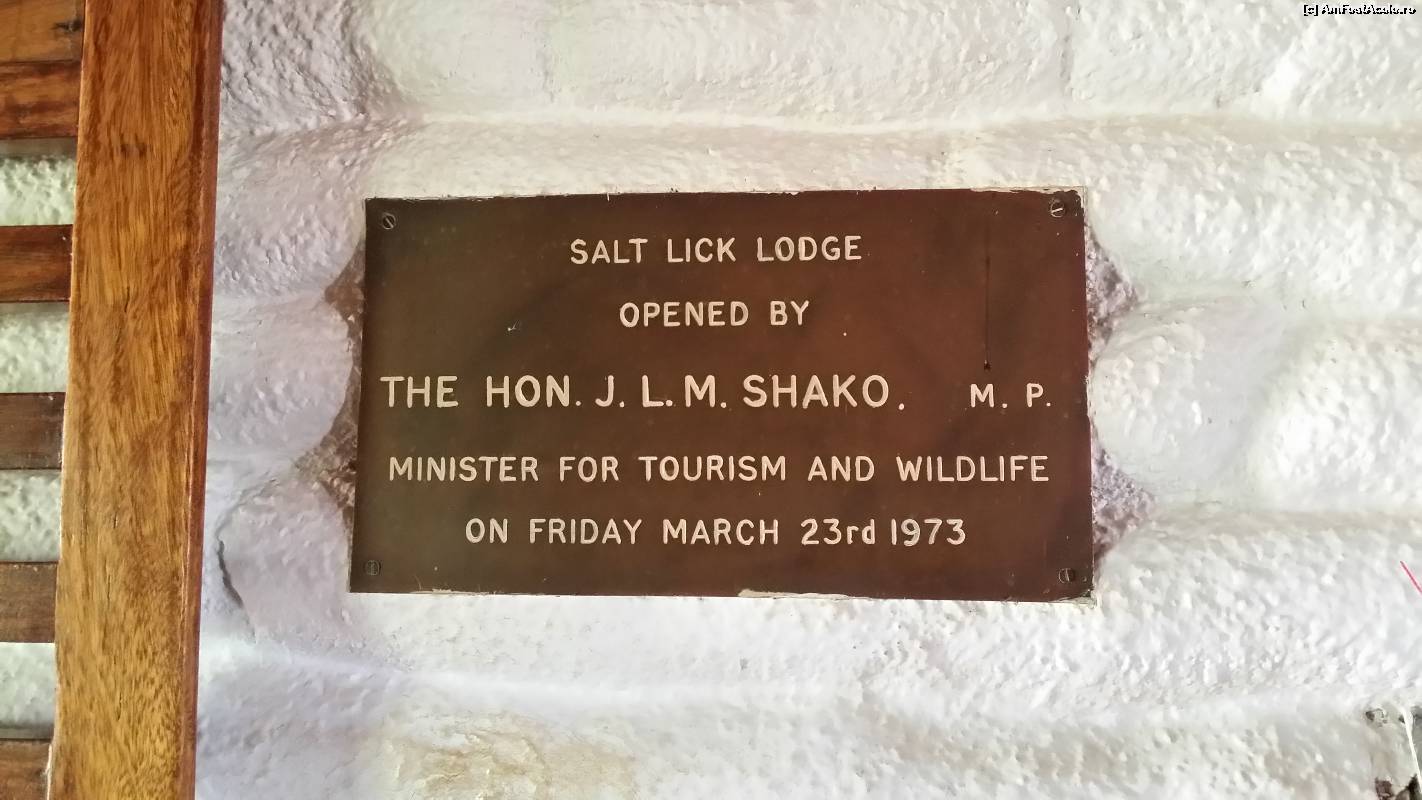 [c] AmFostAcolo.ro
SALT LICK LODGE
OPENED BY
THE HON. J. L. M. SHAKO. M. P.
MINISTER FOR TOURISM AND WILDLIFE
ON FRIDAY MARCH 23rd 1973